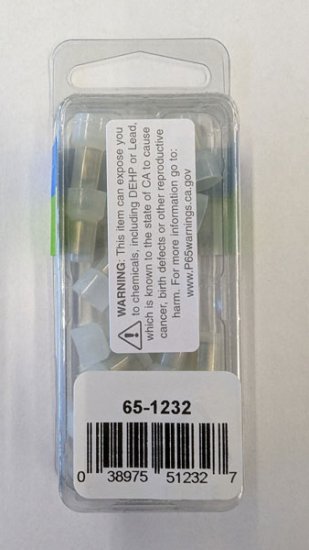 WARNING: This item can expose you
to chemicals, including DEHP or Lead,
which is known to the state of CA to cause
cancer, birth defects or other reproductive
harm. For more information go to:
www.P65warnings.ca.gov
65-1232
0 38975 51232 7